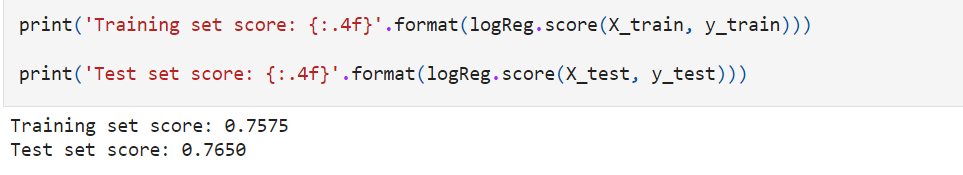 print('Training set score: {:.4f}'.format(logReg.score(X_train, y_train)))
print('Test set score: {:.4f}'.format(logReg.score(X_test, y_test)))
Training set score: 0.7575
Test set score: 0.7650